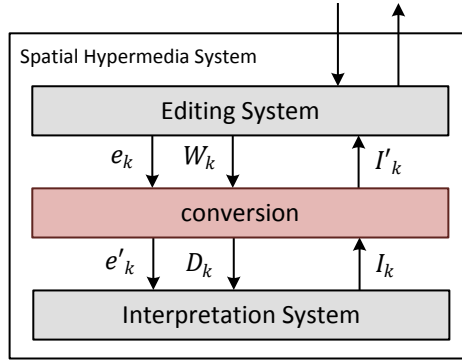 Spatial Hypermedia System
Editing System
e_k W_k I'_k
conversion
e'_k D_k I_k
Interpretation System